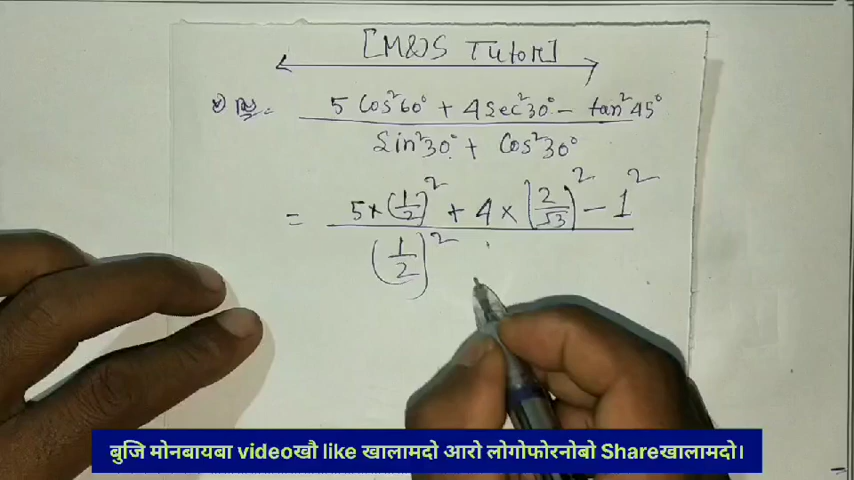 [M&S Tutor]
5 Cos²60° + 4 Sec²30° − tan²45°
Sin²30° + Cos²30°
= 5×(1/2)² + 4×(2/√3)² − 1²
(1/2)²
बुजि मोनबायबा videoखौ like खालामदो आरो लोगोफोरनोबो Shareखालामदो।